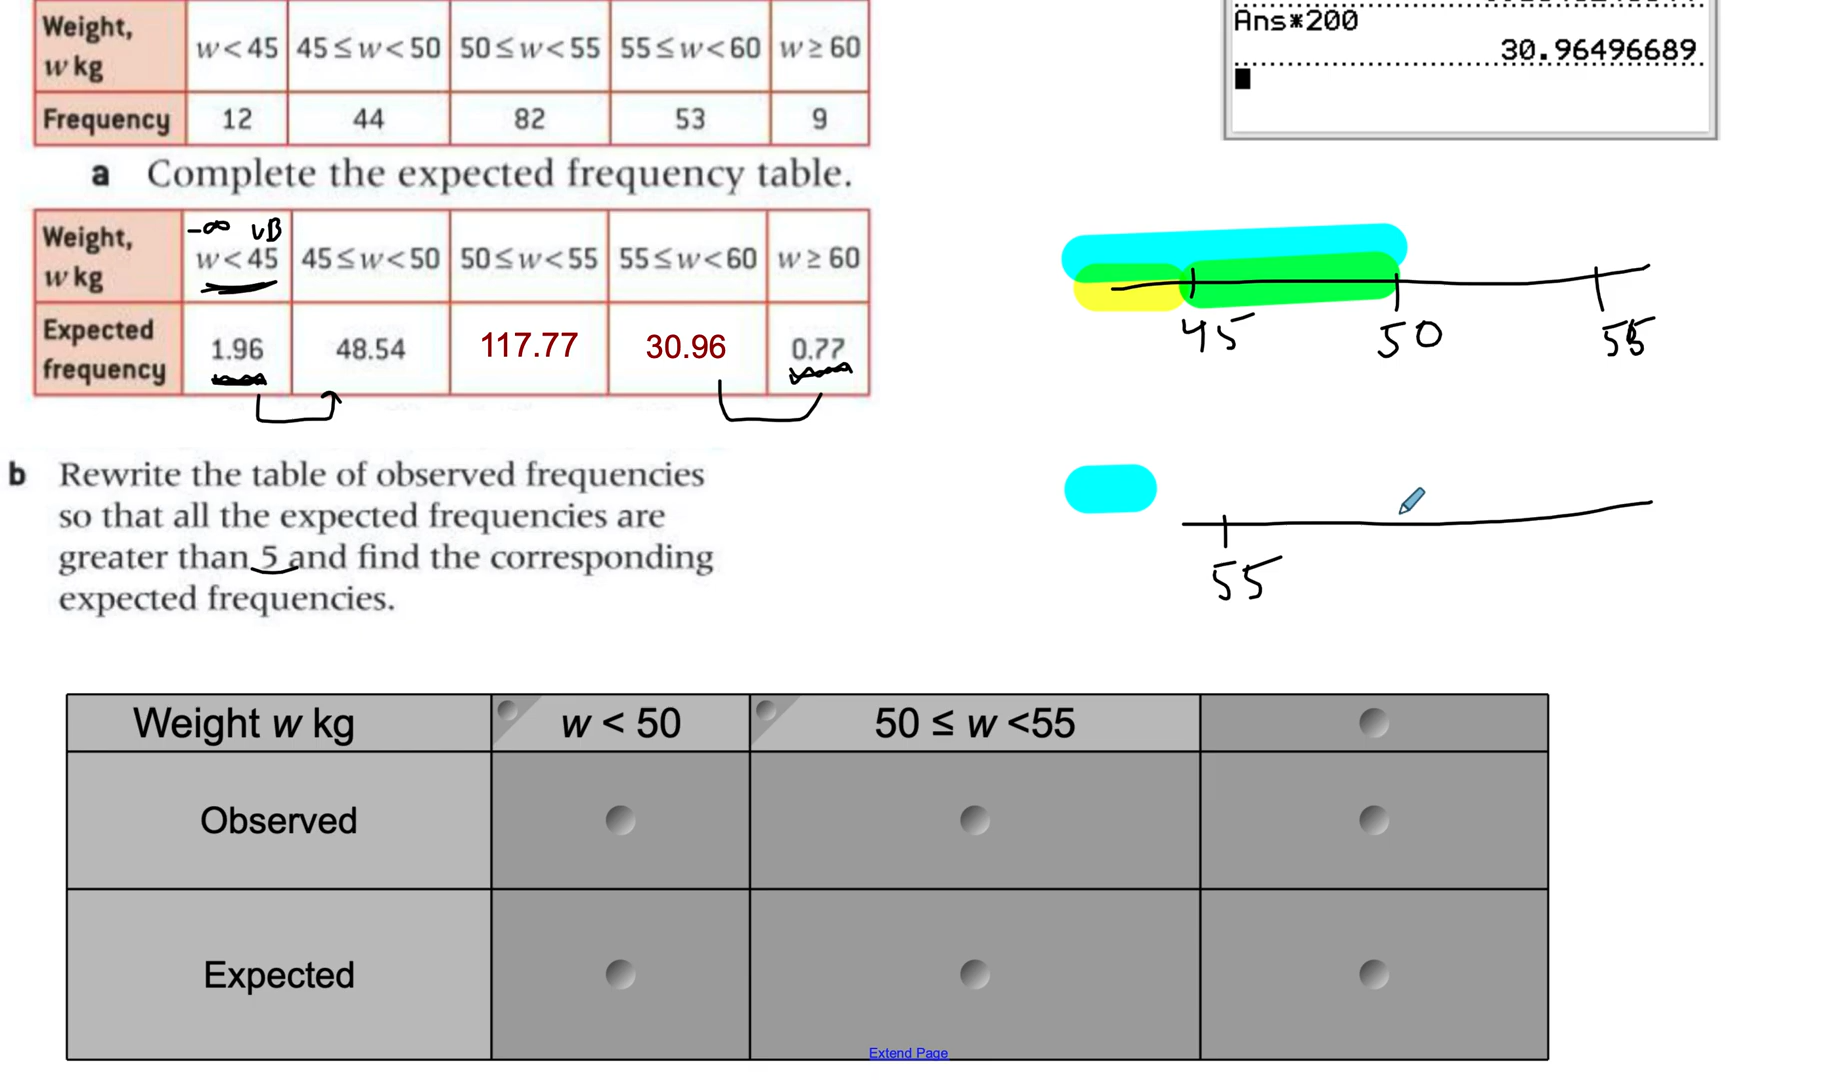 Ans*200
30.96496689
Weight, w kg w < 45 45 ≤ w < 50 50 ≤ w < 55 55 ≤ w < 60 w ≥ 60
Frequency 12 44 82 53 9
a Complete the expected frequency table.
-∞ UB
Weight, w kg w < 45 45 ≤ w < 50 50 ≤ w < 55 55 ≤ w < 60 w ≥ 60
Expected frequency 1.96 48.54 117.77 30.96 0.77
45 50 55
b Rewrite the table of observed frequencies
so that all the expected frequencies are
greater than 5 and find the corresponding
expected frequencies.
55
Weight w kg w < 50 50 ≤ w <55
Observed
Expected
Extend Page